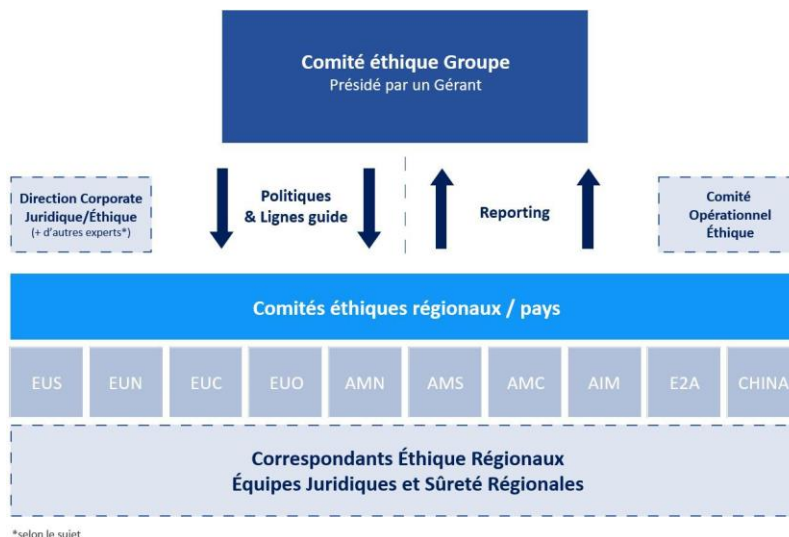 Comité éthique Groupe
Présidé par un Gérant
Direction Corporate
Juridique/Éthique
(+ d'autres experts*)
Politiques
& Lignes guide
Reporting
Comité
Opérationnel
Éthique
Comités éthiques régionaux / pays
EUS EUN EUC EUO AMN AMS AMC AIM E2A CHINA
Correspondants Éthique Régionaux
Équipes Juridiques et Sûreté Régionales
*selon le sujet